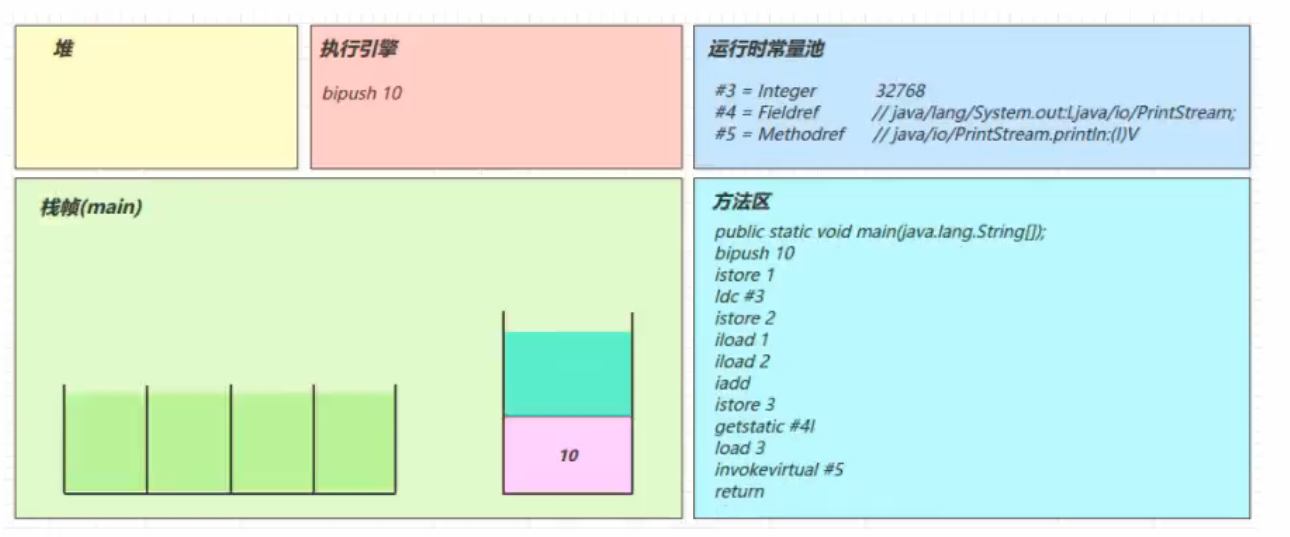 堆
执行引擎
bipush 10
运行时常量池
#3 = Integer 32768
#4 = Fieldref // java/lang/System.out:Ljava/io/PrintStream;
#5 = Methodref // java/io/PrintStream.println:(I)V
栈帧(main)
10
方法区
public static void main(java.lang.String[]);
bipush 10
istore 1
ldc #3
istore 2
iload 1
iload 2
iadd
istore 3
getstatic #4I
load 3
invokevirtual #5
return